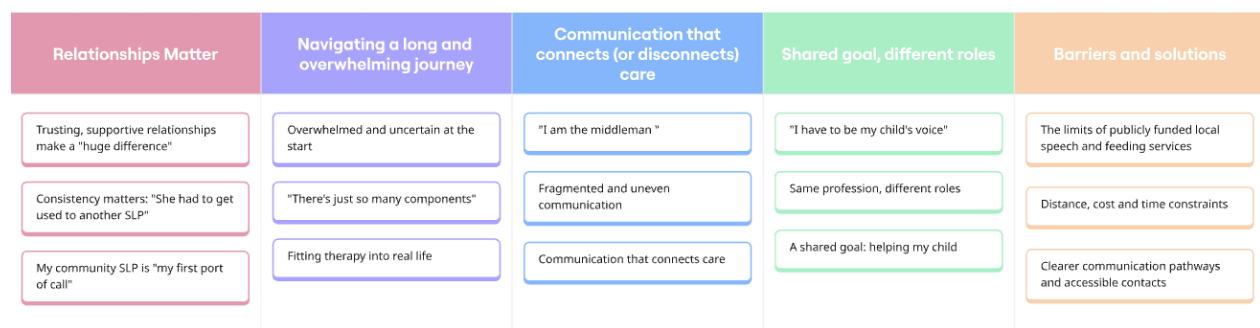 Relationships Matter
Trusting, supportive relationships
make a "huge difference"
Consistency matters: "She had to get
used to another SLP"
My community SLP is "my first port
of call"
Navigating a long and
overwhelming journey
Overwhelmed and uncertain at the
start
"There's just so many components"
Fitting therapy into real life
Communication that
connects (or disconnects)
care
"I am the middleman "
Fragmented and uneven
communication
Communication that connects care
Shared goal, different roles
"I have to be my child's voice"
Same profession, different roles
A shared goal: helping my child
Barriers and solutions
The limits of publicly funded local
speech and feeding services
Distance, cost and time constraints
Clearer communication pathways
and accessible contacts